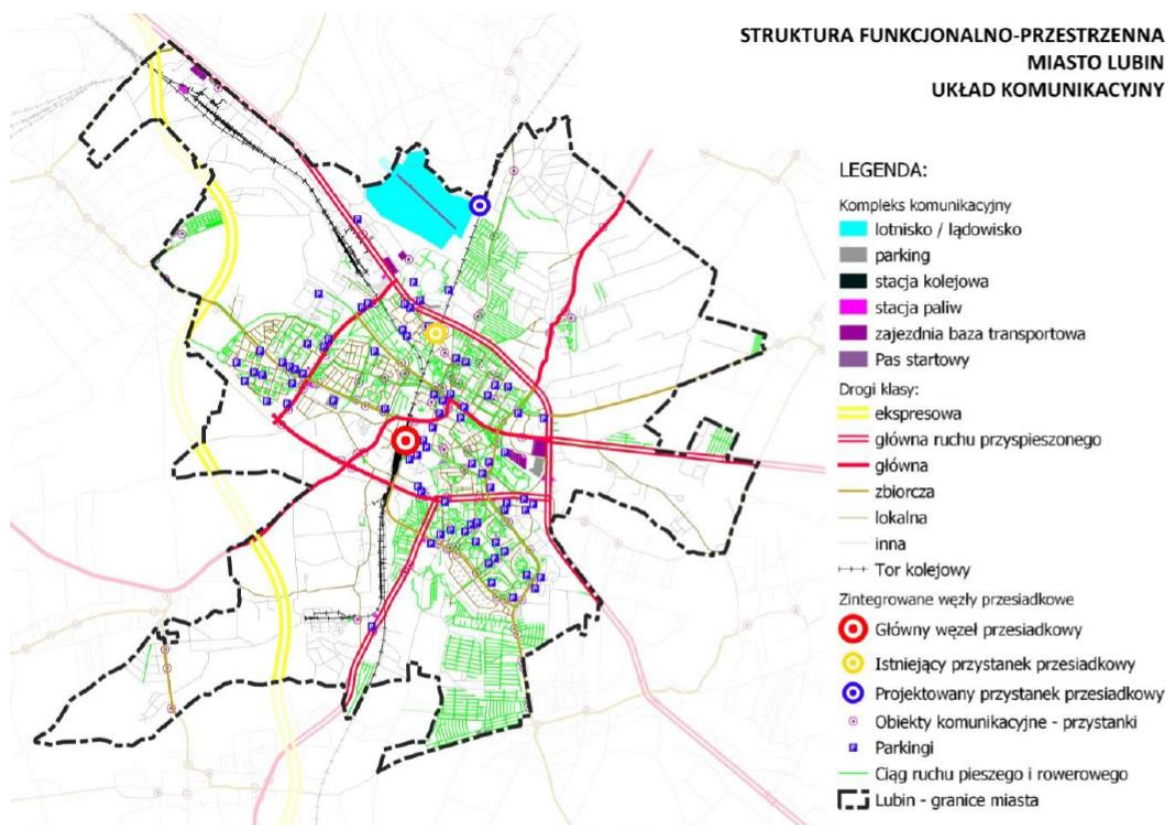 STRUKTURA FUNKCJONALNO-PRZESTRZENNA
MIASTO LUBIN
UKŁAD KOMUNIKACYJNY
LEGENDA:
Kompleks komunikacyjny
lotnisko / lądowisko
parking
stacja kolejowa
stacja paliw
zajezdnia baza transportowa
Pas startowy
Drogi klasy:
ekspresowa
główna ruchu przyspieszonego
główna
zbiorcza
lokalna
inna
Tor kolejowy
Zintegrowane węzły przesiadkowe
Główny węzeł przesiadkowy
Istniejący przystanek przesiadkowy
Projektowany przystanek przesiadkowy
Obiekty komunikacyjne - przystanki
Parkingi
Ciąg ruchu pieszego i rowerowego
Lubin - granice miasta